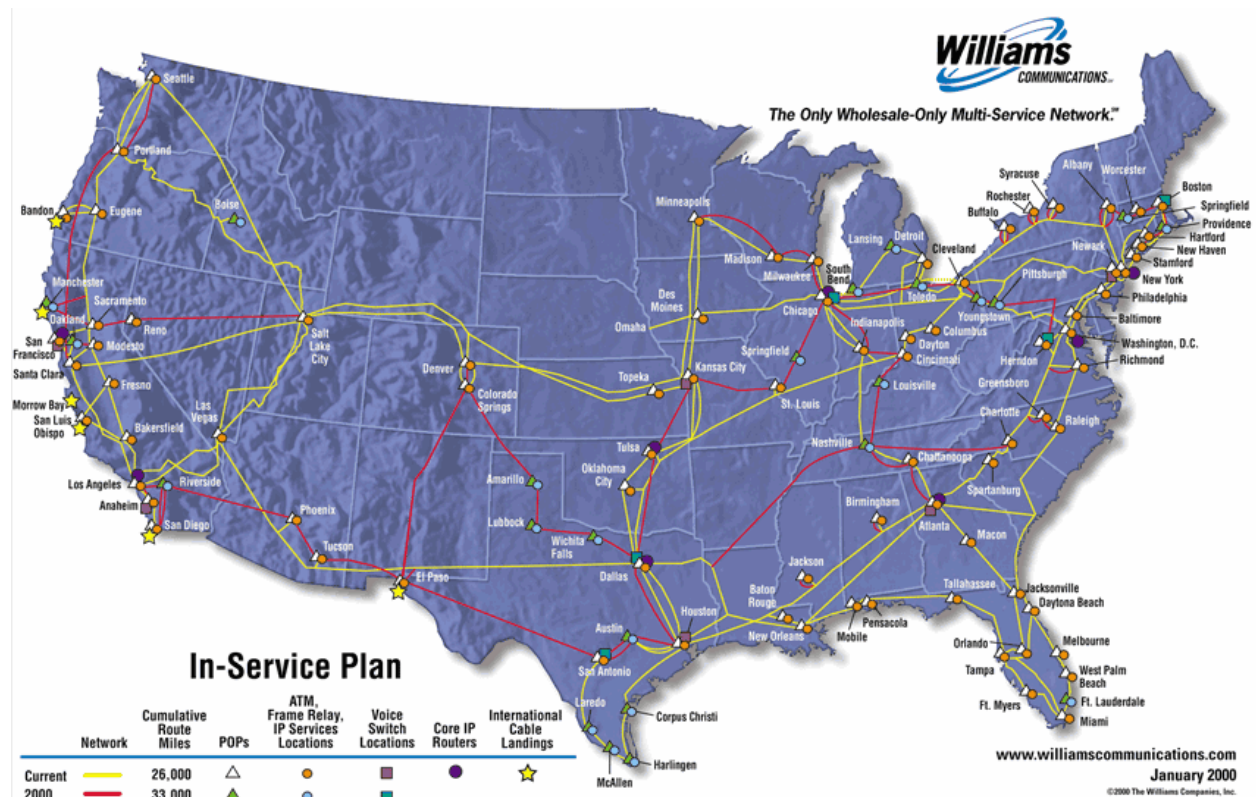 Williams
COMMUNICATIONS
SM
The Only Wholesale-Only Multi-Service Network.
SM
Seattle
Portland
Bandon
Eugene
Boise
Manchester
Sacramento
Oakland
Reno
San
Francisco
Modesto
Santa Clara
Fresno
Morrow Bay
San Luis
Obispo
Bakersfield
Las
Vegas
Los Angeles
Riverside
Anaheim
San Diego
Phoenix
Tucson
El Paso
Salt
Lake
City
Denver
Colorado
Springs
Amarillo
Lubbock
Wichita
Falls
Dallas
Austin
San Antonio
Houston
Laredo
Corpus Christi
McAllen
Harlingen
Minneapolis
Madison
Milwaukee
Des
Moines
Omaha
Topeka
Kansas City
Tulsa
Oklahoma
City
St. Louis
Springfield
Chicago
South
Bend
Lansing
Detroit
Toledo
Cleveland
Indianapolis
Columbus
Dayton
Cincinnati
Youngstown
Pittsburgh
Louisville
Nashville
Chattanooga
Birmingham
Atlanta
Macon
Jackson
Baton
Rouge
New Orleans
Mobile
Pensacola
Tallahassee
Jacksonville
Daytona Beach
Orlando
Tampa
Melbourne
West Palm
Beach
Ft. Myers
Ft. Lauderdale
Miami
Spartanburg
Charlotte
Greensboro
Raleigh
Richmond
Herndon
Washington, D.C.
Baltimore
Philadelphia
Newark
New York
Stamford
New Haven
Hartford
Providence
Springfield
Boston
Worcester
Albany
Syracuse
Rochester
Buffalo
In-Service Plan
Network
Cumulative
Route
Miles
POPs
ATM,
Frame Relay,
IP Services
Locations
Voice
Switch
Locations
Core IP
Routers
International
Cable
Landings
Current 26,000
2000 33,000
www.williamscommunications.com
January 2000
©2000 The Williams Companies, Inc.